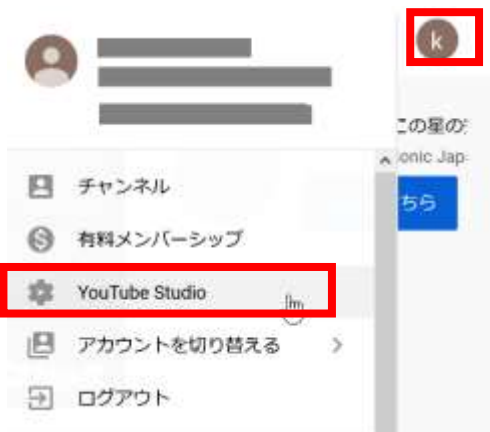 k
この星の
onic Jap
ちら
チャンネル
有料メンバーシップ
YouTube Studio
アカウントを切り替える
ログアウト